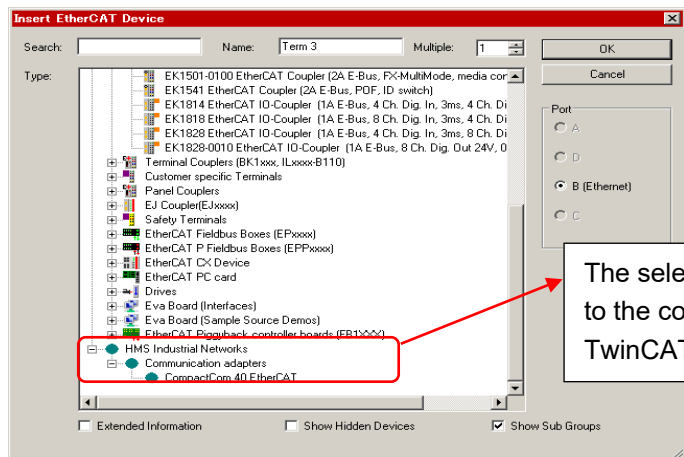 Insert EtherCAT Device
Search: Name: Term 3 Multiple: 1 OK
Type: Cancel
EK1501-0100 EtherCAT Coupler (2A E-Bus, FX-MultiMode, media cor
EK1541 EtherCAT Coupler (2A E-Bus, POF, ID switch)
EK1814 EtherCAT IO-Coupler (1A E-Bus, 4 Ch. Dig. In, 3ms, 4 Ch. Di
EK1818 EtherCAT IO-Coupler (1A E-Bus, 8 Ch. Dig. In, 3ms, 4 Ch. Di
EK1828 EtherCAT IO-Coupler (1A E-Bus, 4 Ch. Dig. In, 3ms, 8 Ch. Di
EK1828-0010 EtherCAT IO-Coupler (1A E-Bus, 8 Ch. Dig. Out 24V, 0
Terminal Couplers (BK1xxx, ILxxxx-B110)
Customer specific Terminals
Panel Couplers
EJ Coupler(EJxxxx)
Safety Terminals
EtherCAT Fieldbus Boxes (EPxxxx)
EtherCAT P Fieldbus Boxes (EPPxxxx)
EtherCAT CX Device
EtherCAT PC card
Drives
Eva Board (Interfaces)
Eva Board (Sample Source Demos)
EtherCAT Piggyback controller boards (FB1XXX)
HMS Industrial Networks
Communication adapters
CompactCom 40 EtherCAT
Port
A
D
B (Ethernet)
C
The sele
to the co
TwinCAT
Extended Information Show Hidden Devices Show Sub Groups